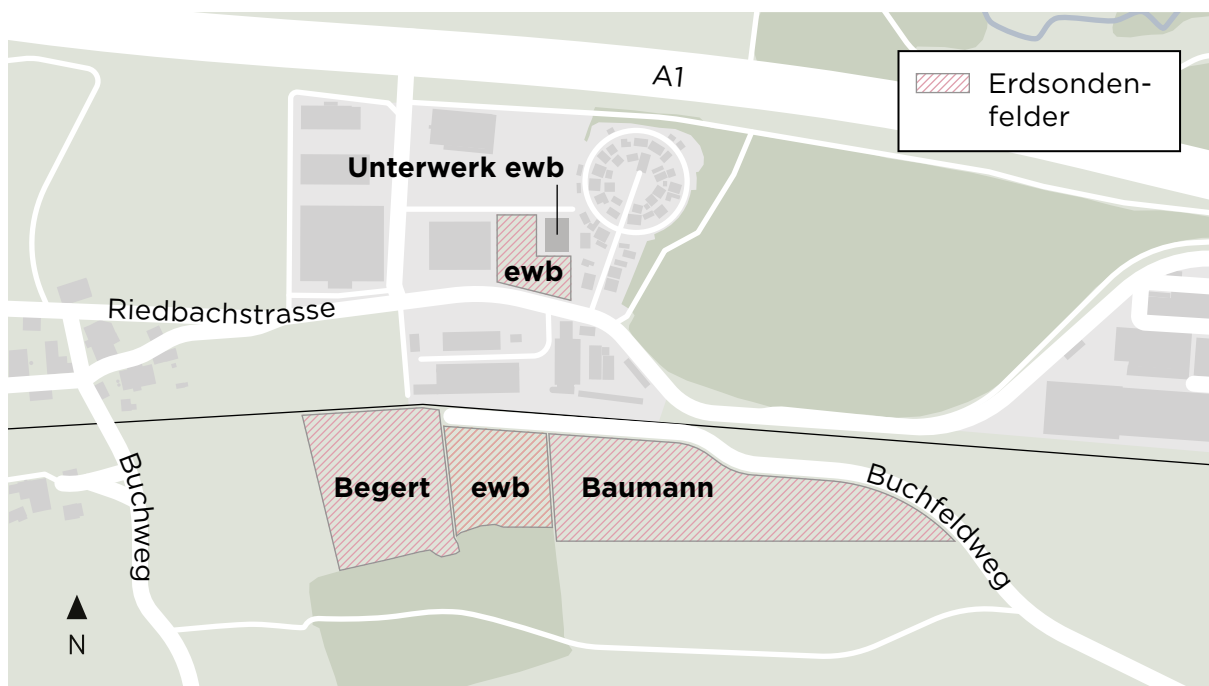 A1
Erdsonden-
felder
Unterwerk ewb
ewb
Riedbachstrasse
Begert
ewb
Baumann
Buchweg
Buchfeldweg
N